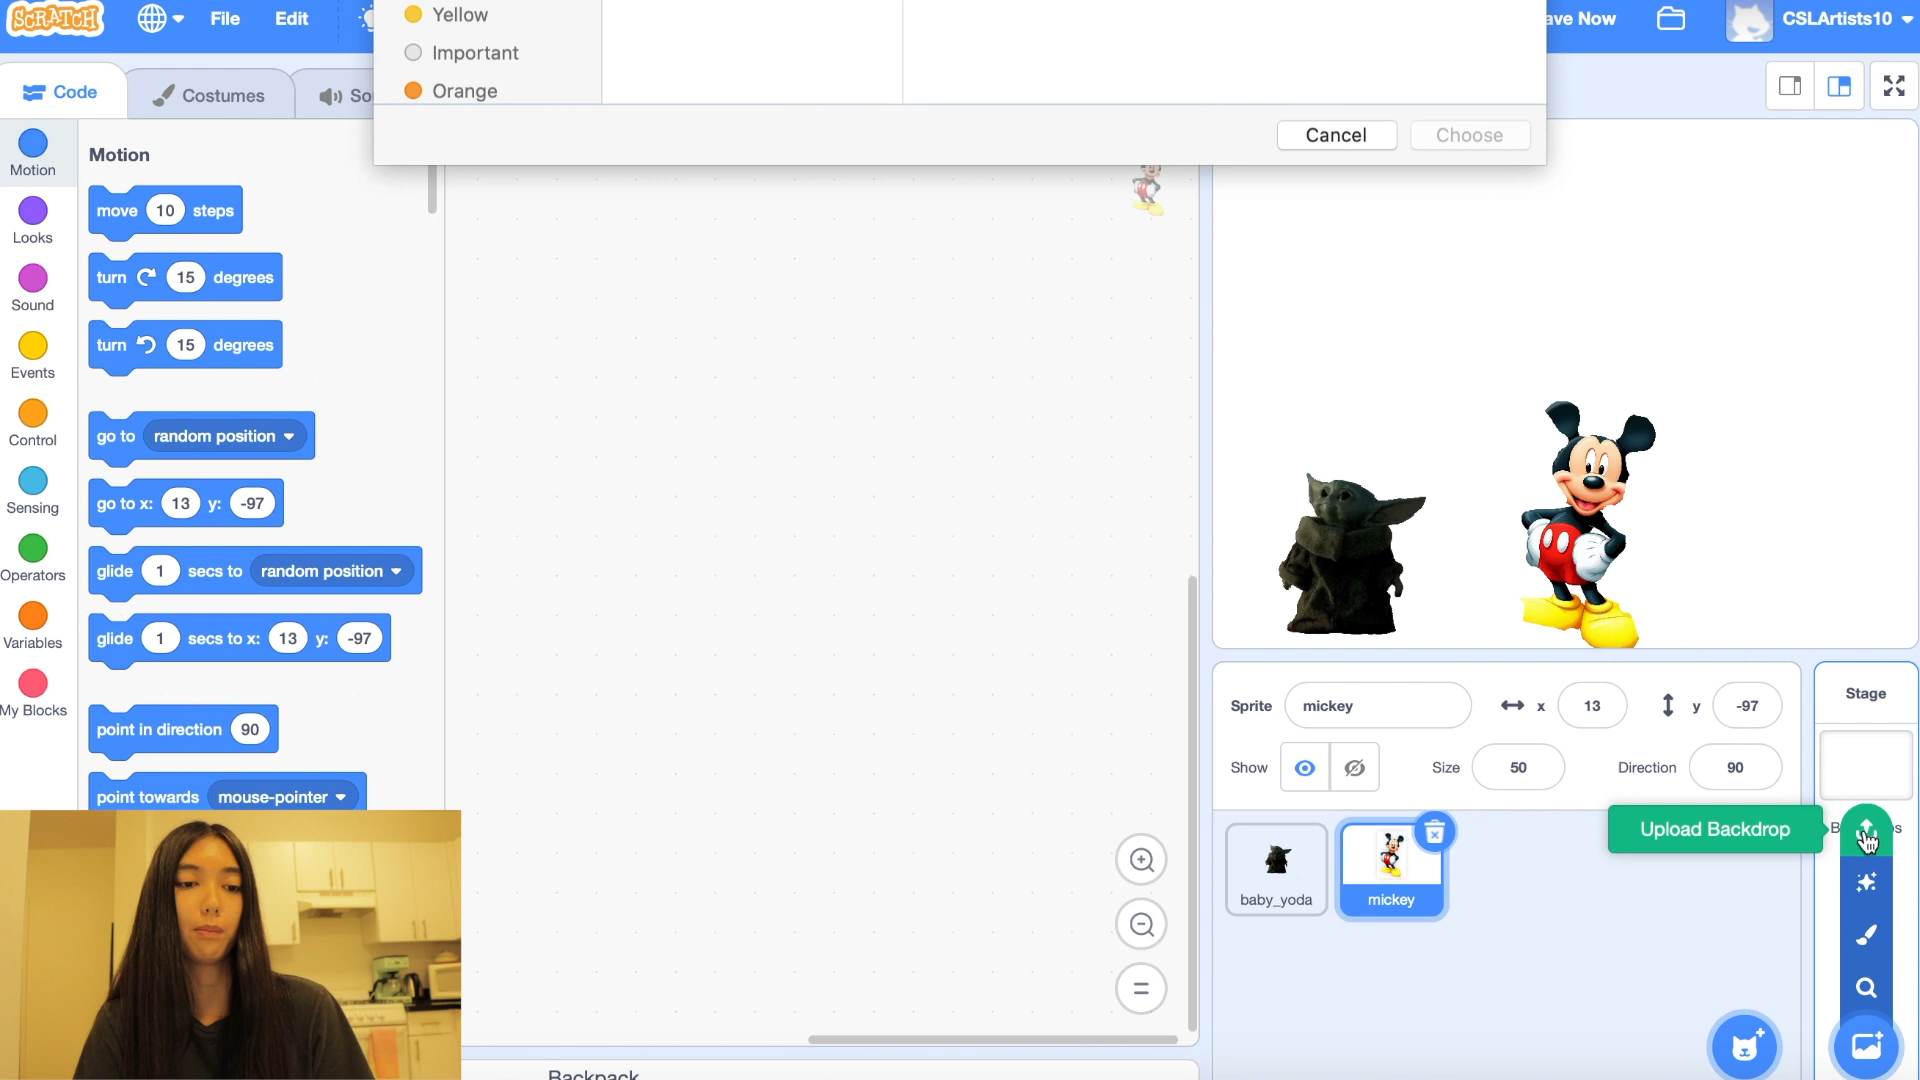 SCRATCH File Edit ave Now CSLArtists10
Yellow
Important
Orange
Cancel Choose
Code Costumes So
Motion
Looks
Sound
Events
Control
Sensing
Operators
Variables
My Blocks
Motion
move 10 steps
turn 15 degrees
turn 15 degrees
go to random position
go to x: 13 y: -97
glide 1 secs to random position
glide 1 secs to x: 13 y: -97
point in direction 90
point towards mouse-pointer
Backpack
Sprite mickey x 13 y -97
Show Size 50 Direction 90
baby_yoda mickey
Stage
Upload Backdrop